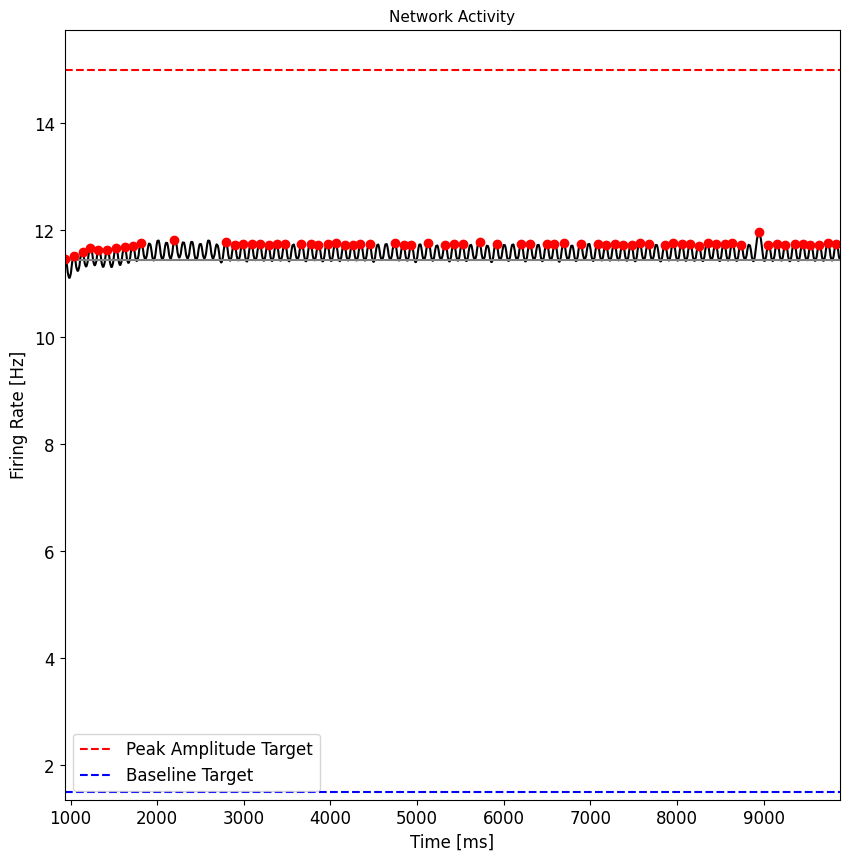 Network Activity
14
12
10
8
6
4
2
Firing Rate [Hz]
Peak Amplitude Target
Baseline Target
1000 2000 3000 4000 5000 6000 7000 8000 9000
Time [ms]